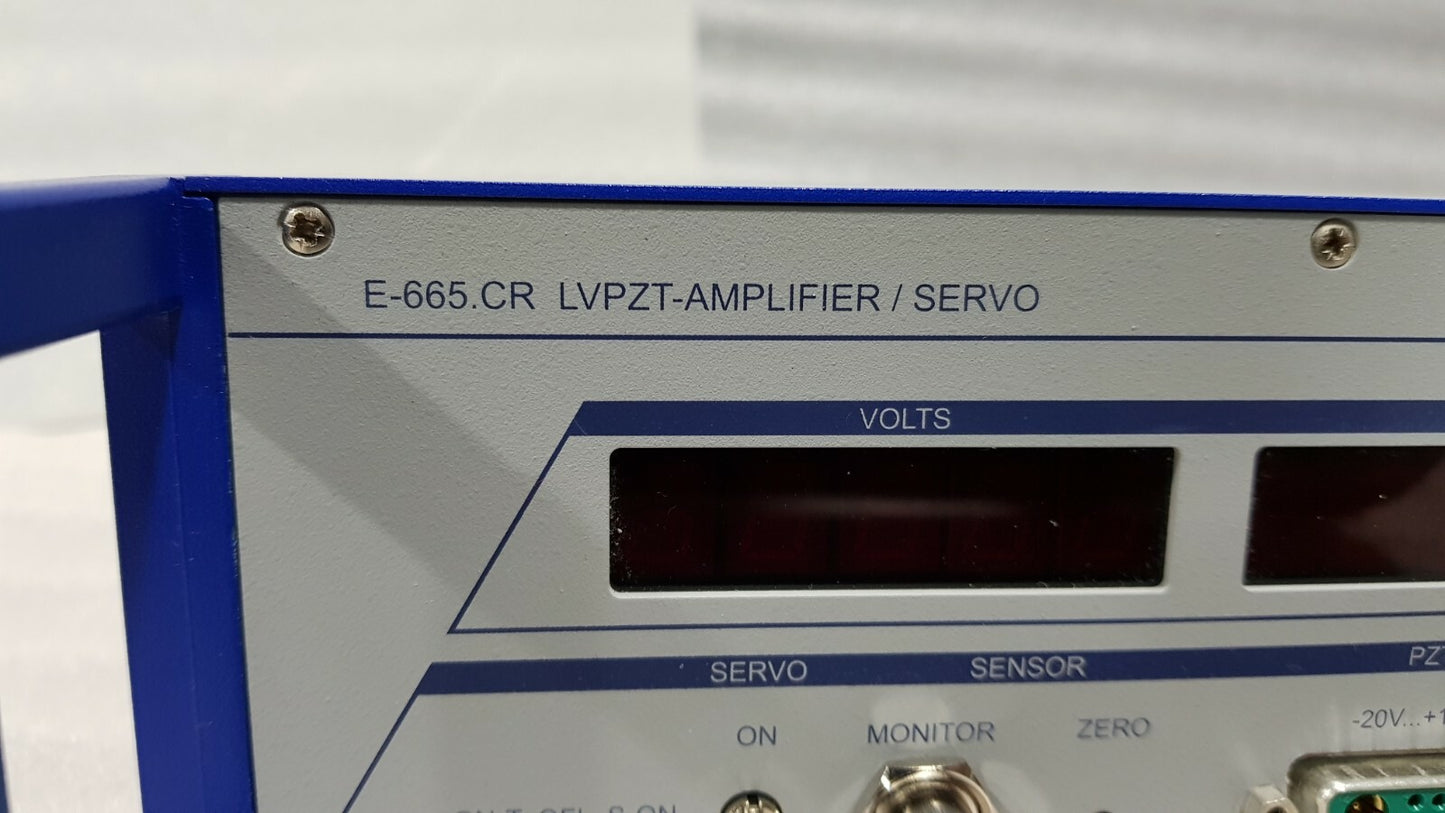 E-665.CR LVPZT-AMPLIFIER / SERVO
VOLTS
SERVO SENSOR
ON MONITOR ZERO